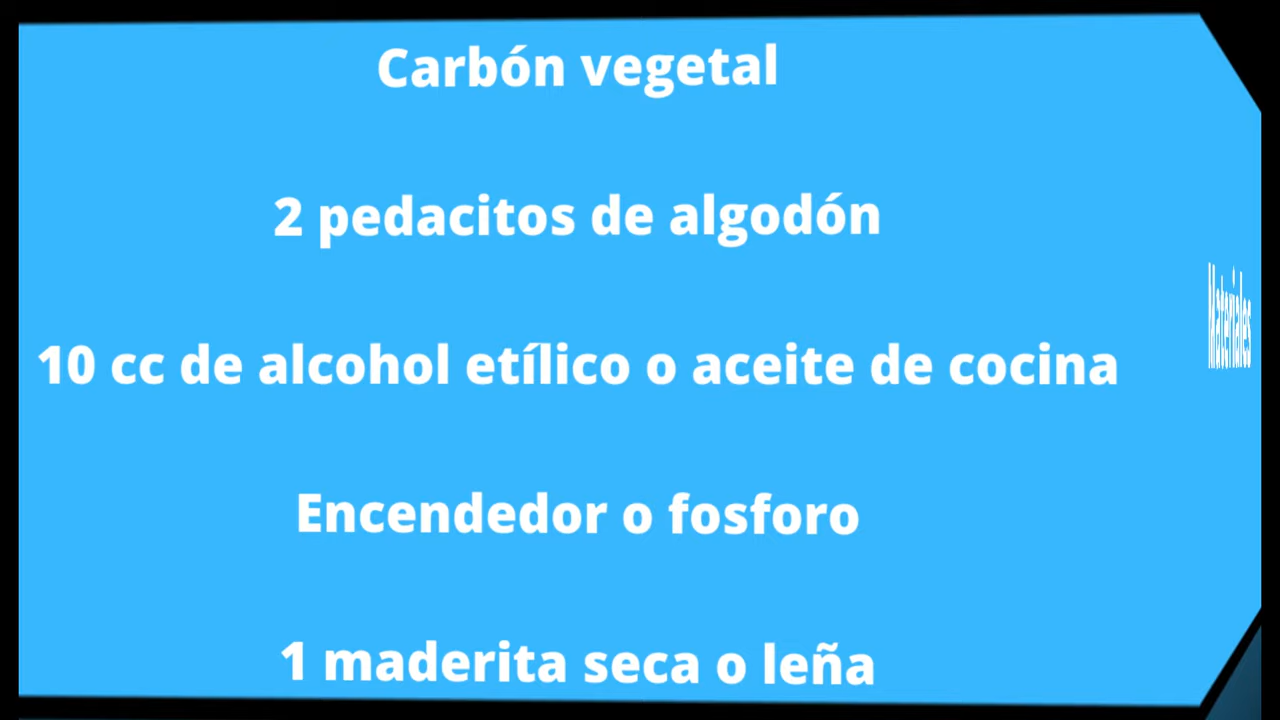 Carbón vegetal
2 pedacitos de algodón
10 cc de alcohol etílico o aceite de cocina
Materiales
Encendedor o fosforo
1 maderita seca o leña